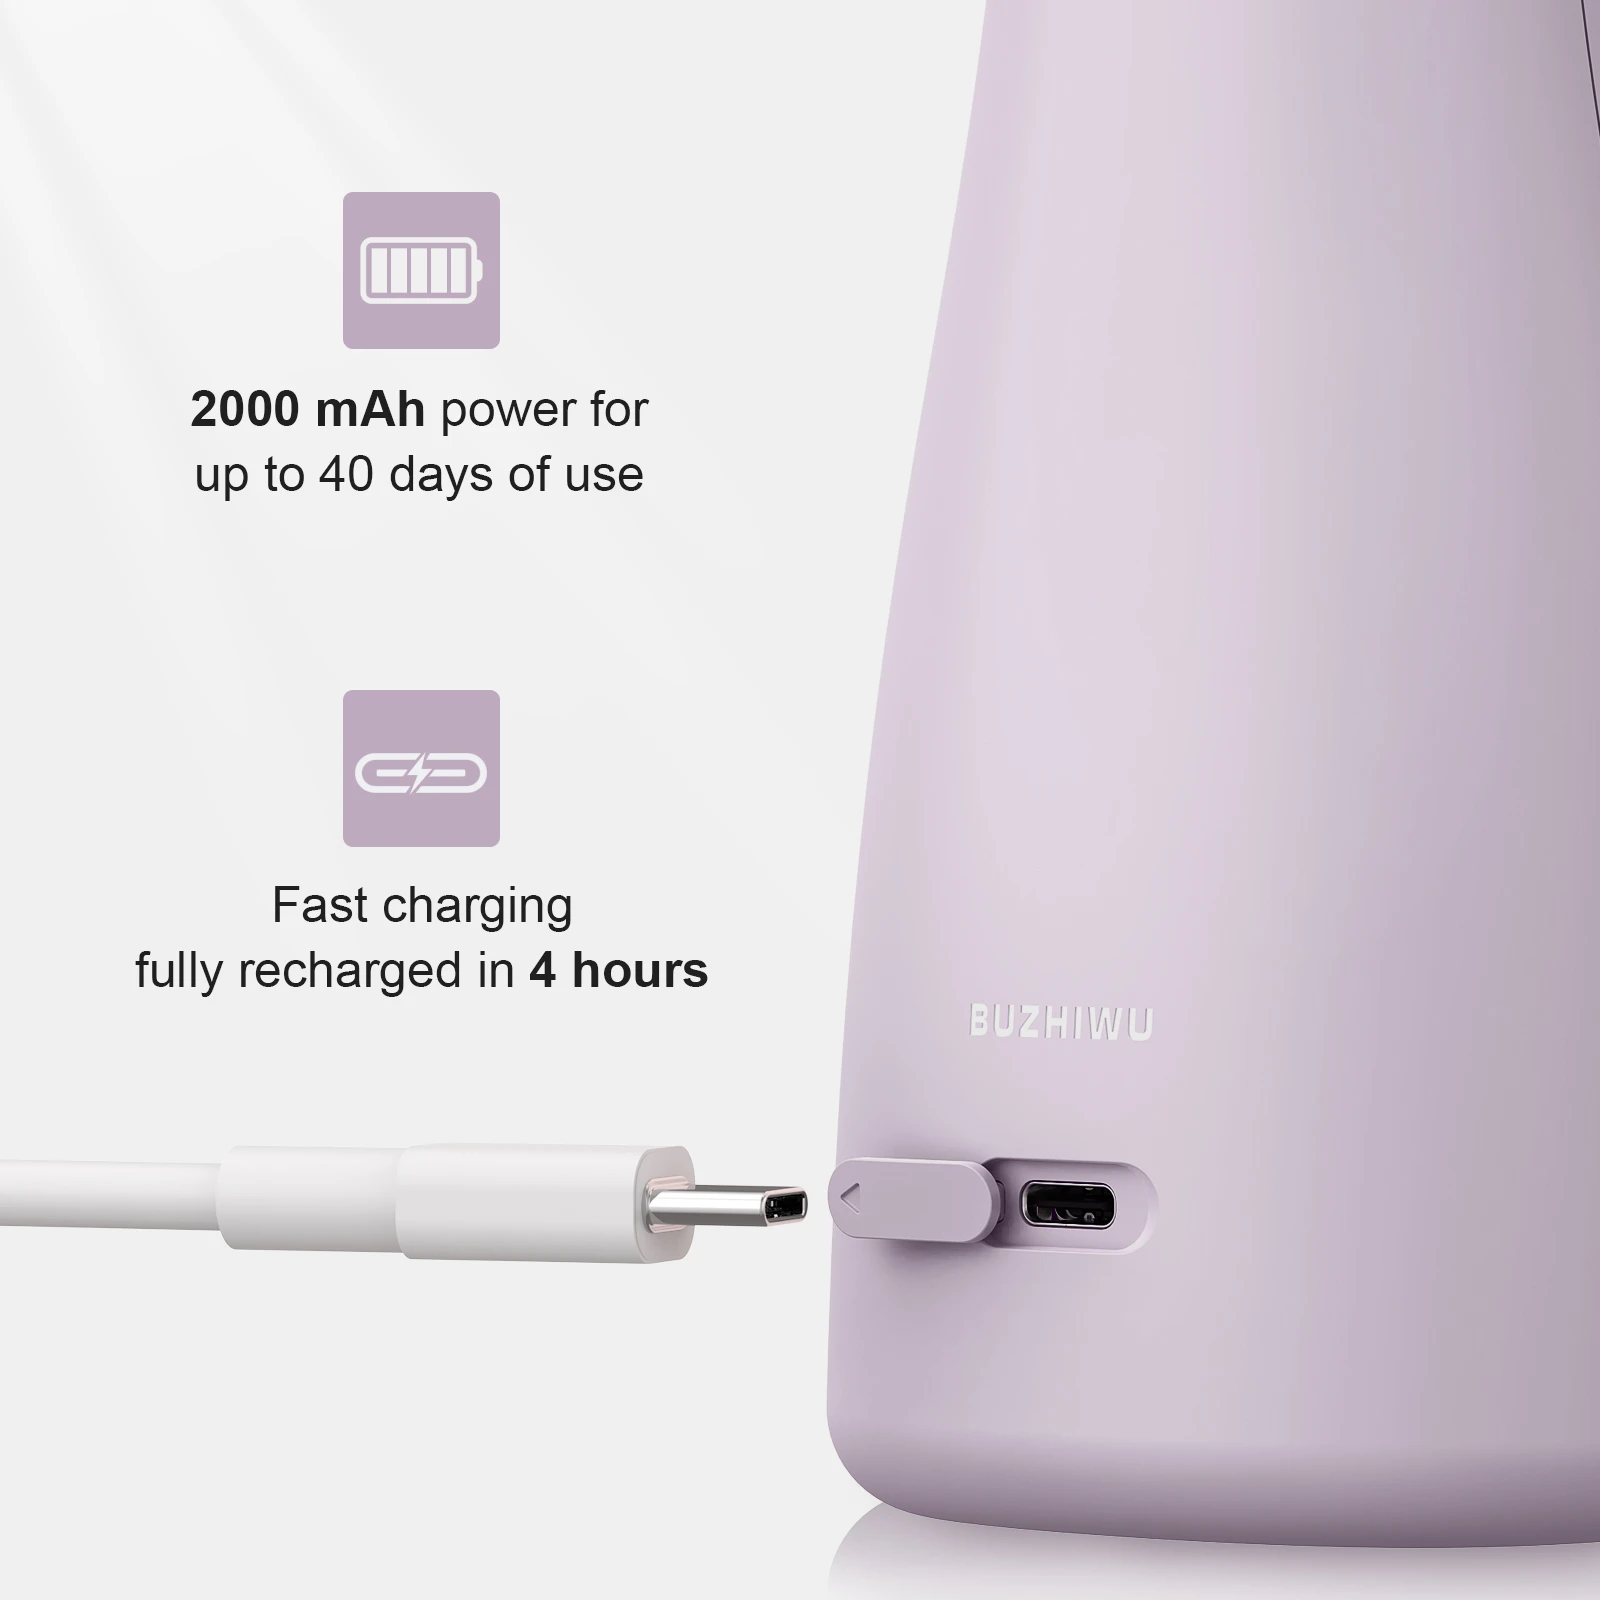 2000 mAh power for
up to 40 days of use
Fast charging
fully recharged in 4 hours
BUZHIWU